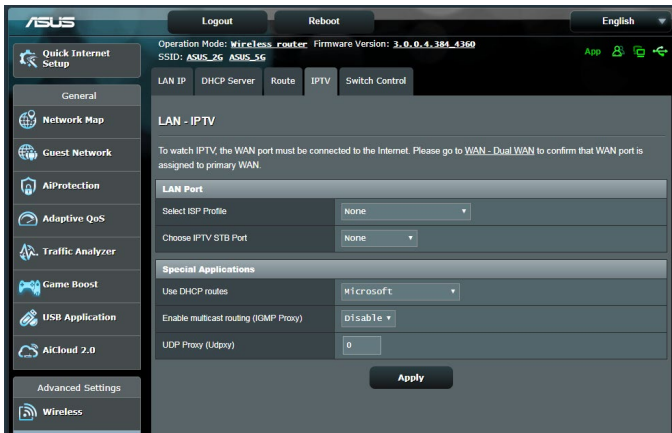 ASUS
Logout
Reboot
English
Quick Internet
Setup
Operation Mode: Wireless router Firmware Version: 3.0.0.4.384_4360
SSID: ASUS_2G ASUS_5G
App
General
Network Map
Guest Network
AiProtection
Adaptive QoS
Traffic Analyzer
Game Boost
USB Application
AiCloud 2.0
Advanced Settings
Wireless
LAN IP
DHCP Server
Route
IPTV
Switch Control
LAN - IPTV
To watch IPTV, the WAN port must be connected to the Internet. Please go to WAN - Dual WAN to confirm that WAN port is
assigned to primary WAN.
LAN Port
Select ISP Profile
None
Choose IPTV STB Port
None
Special Applications
Use DHCP routes
Microsoft
Enable multicast routing (IGMP Proxy)
Disable
UDP Proxy (Udpxy)
0
Apply